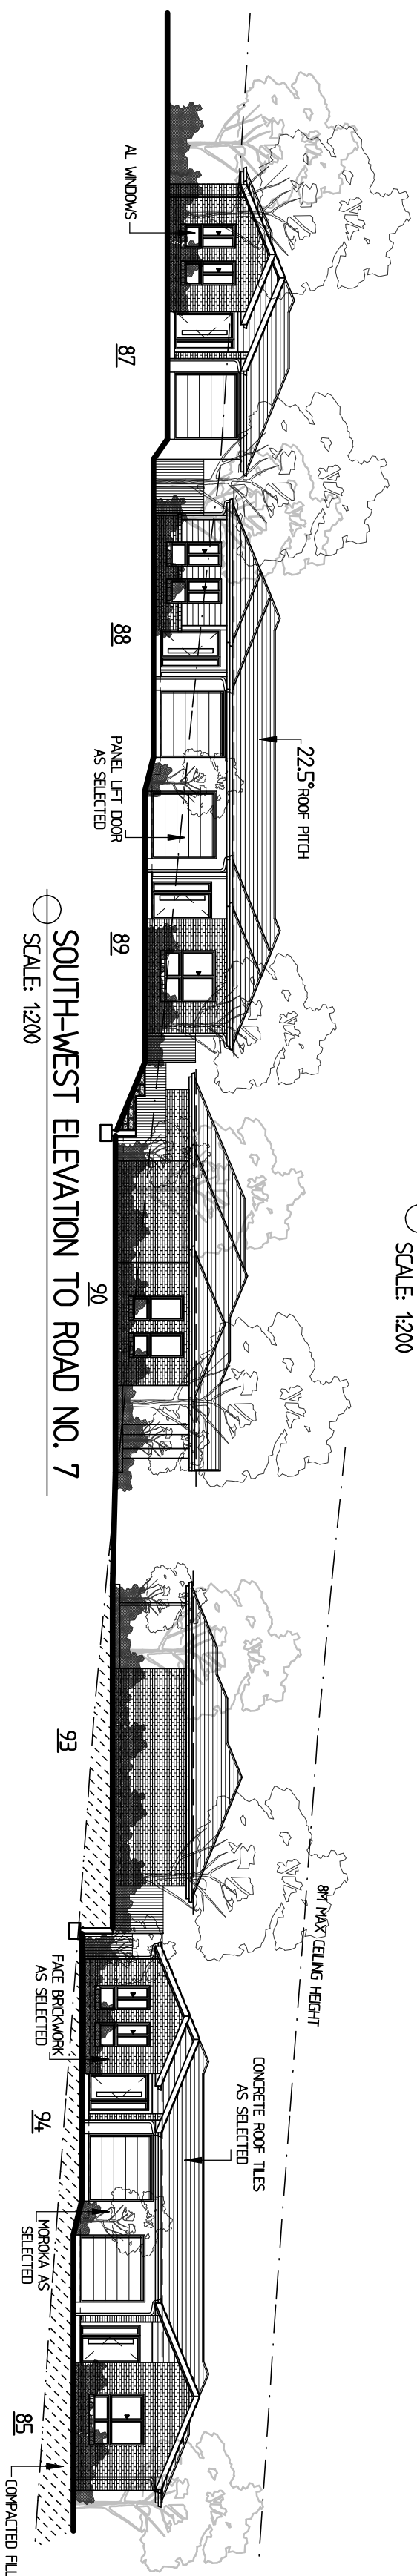 AL WINDOWS
87
88
PANEL LIFT DOOR
AS SELECTED
22.5° ROOF PITCH
89
SOUTH-WEST ELEVATION TO ROAD NO. 7
SCALE: 1:200
SCALE: 1:200
90
93
8M MAX CEILING HEIGHT
FACE BRICKWORK
AS SELECTED
CONCRETE ROOF TILES
AS SELECTED
94
MOROKA AS
SELECTED
85
COMPACTED FILL